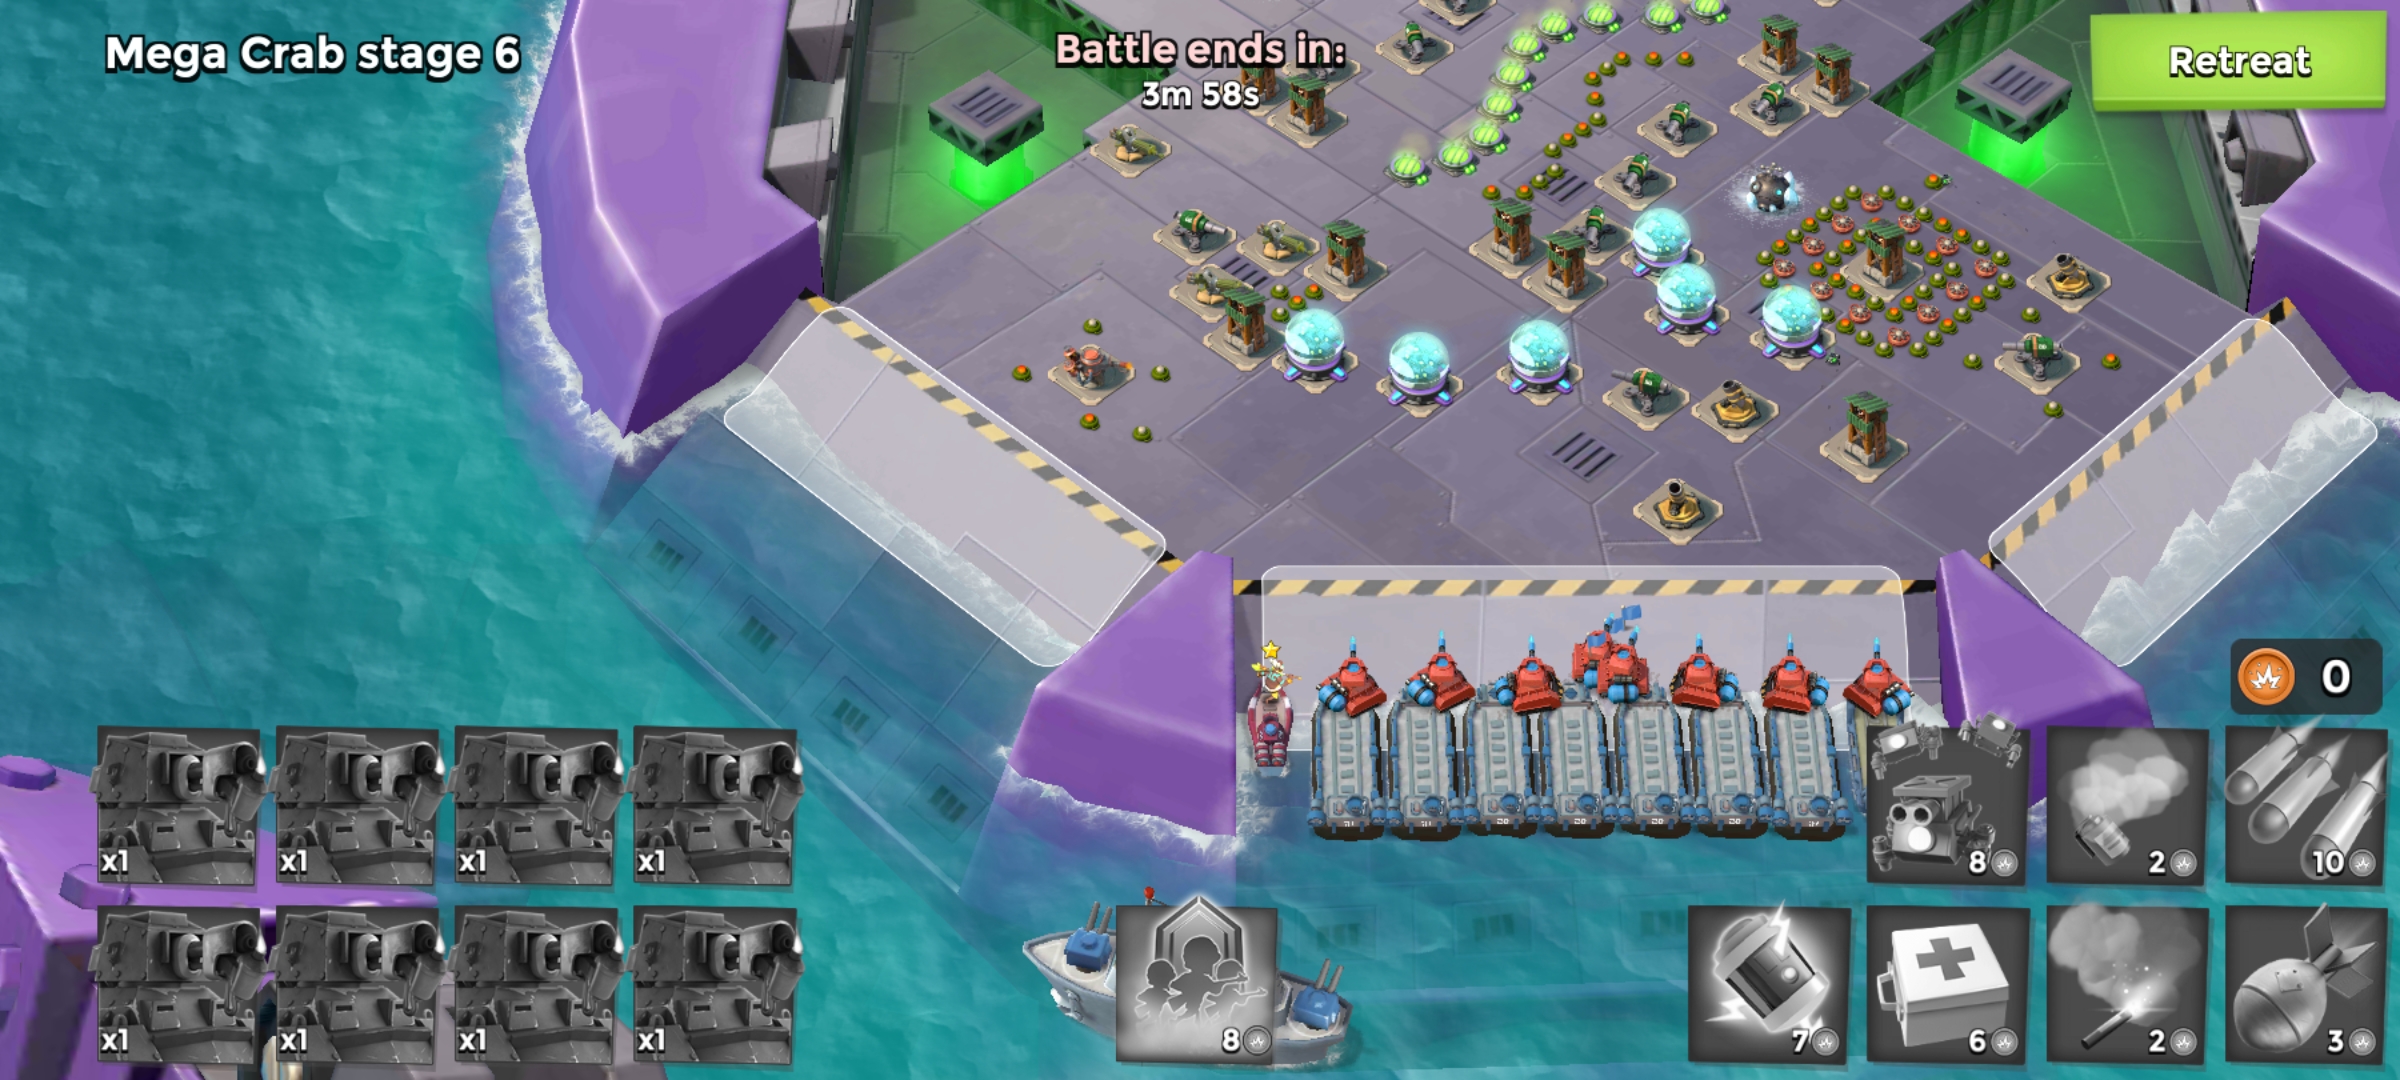 Mega Crab stage 6
Battle ends in:
3m 58s
Retreat
0
x1
x1
x1
x1
8
2
10
x1
x1
x1
x1
8
7
6
2
3